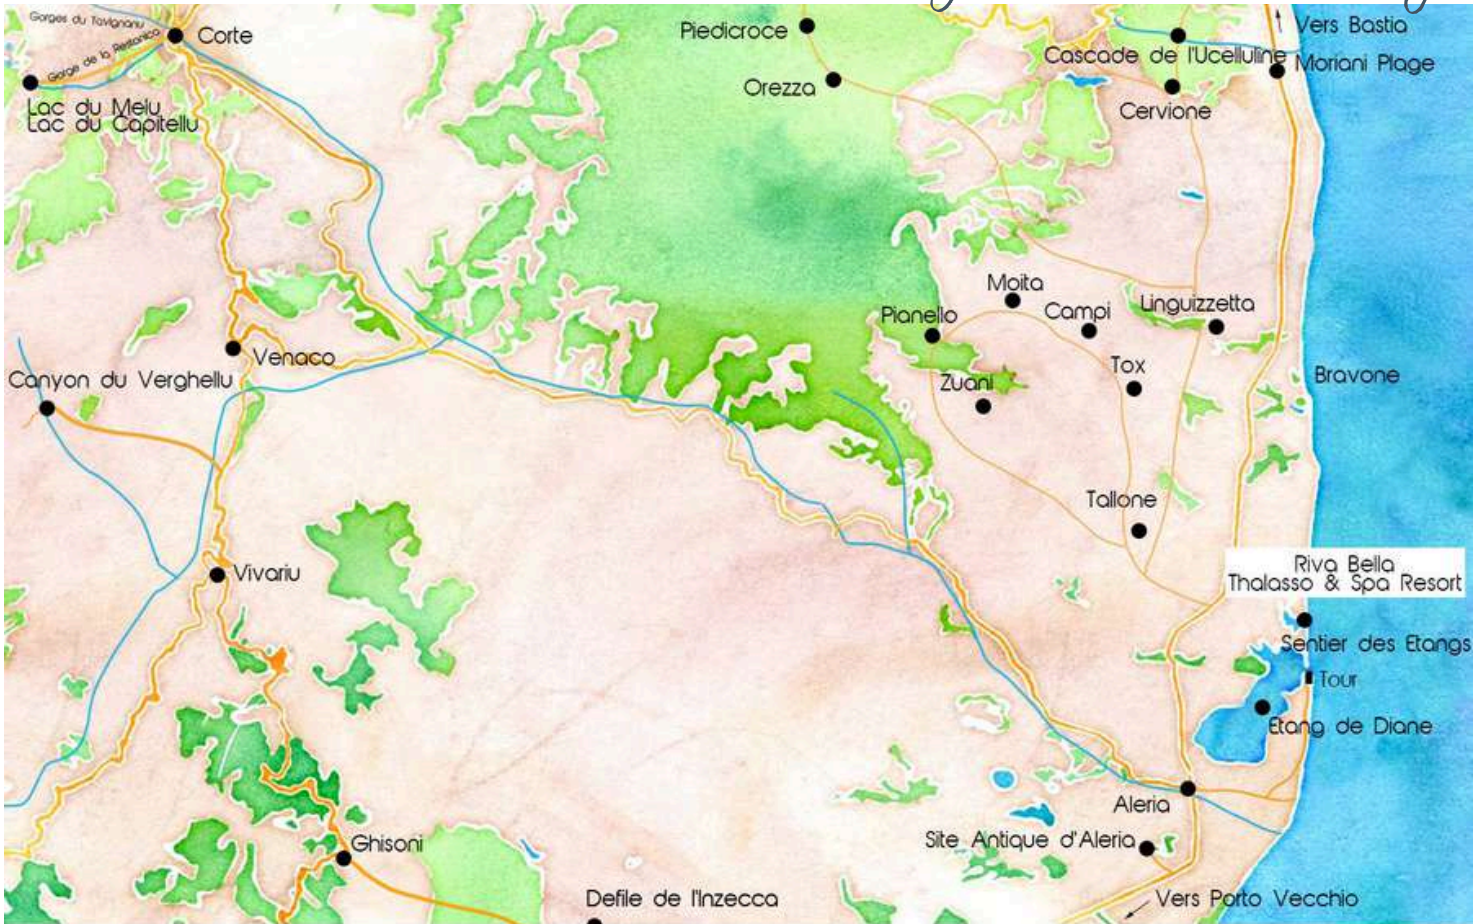 Gorges du Tavignanu
Corte
Gorge de la Restonica
Lac du Melu
Lac du Capitellu
Piedicroce
Orezza
Vers Bastia
Cascade de l'Ucelluline
Moriani Plage
Cervione
Moita
Pianello
Campi
Linguizzetta
Venaco
Tox
Canyon du Verghellu
Zuani
Bravone
Tallone
Vivariu
Riva Bella
Thalasso & Spa Resort
Sentier des Etangs
Tour
Etang de Diane
Aleria
Ghisoni
Site Antique d'Aleria
Defile de l'Inzecca
Vers Porto Vecchio